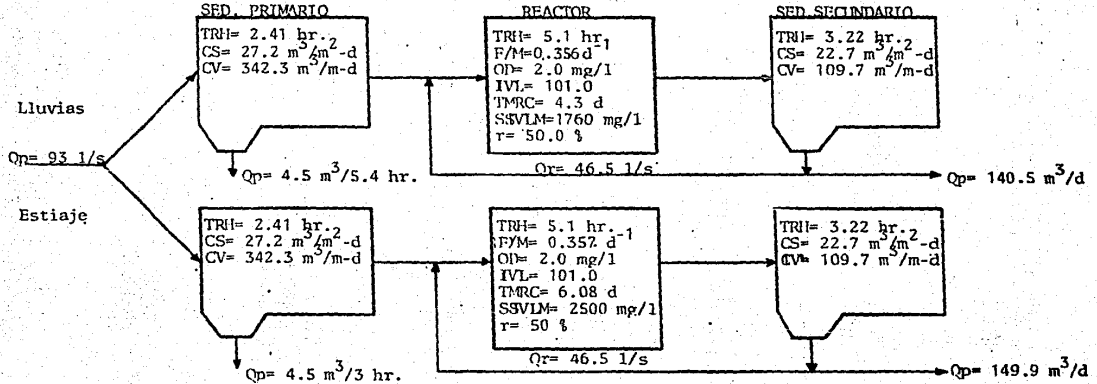 SED. PRIMARIO
REACTOR
SED.SECUNDARIO
TRH= 2.41 hr.
CS= 27.2 m³/m²-d
CV= 342.3 m³/m-d
TRH= 5.1 hr.
F/M=0.356 d⁻¹
OD= 2.0 mg/l
IVL= 101.0
TMRC= 4.3 d
SSVLM=1760 mg/l
r= 50.0 %
TRH= 3.22 hr.
CS= 22.7 m³/m²-d
CV= 109.7 m³/m-d
Lluvias
Qp= 93 l/s
Qp= 4.5 m³/5.4 hr.
Qr= 46.5 l/s
Qp= 140.5 m³/d
Estiaje
TRH= 2.41 hr.
CS= 27.2 m³/m²-d
CV= 342.3 m³/m-d
TRH= 5.1 hr.
F/M= 0.357 d⁻¹
OD= 2.0 mg/l
IVL= 101.0
TMRC= 6.08 d
SSVLM= 2500 mg/l
r= 50 %
TRH= 3.22 hr.
CS= 22.7 m³/m²-d
CV= 109.7 m³/m-d
Qp= 4.5 m³/3 hr.
Qr= 46.5 l/s
Qp= 149.9 m³/d